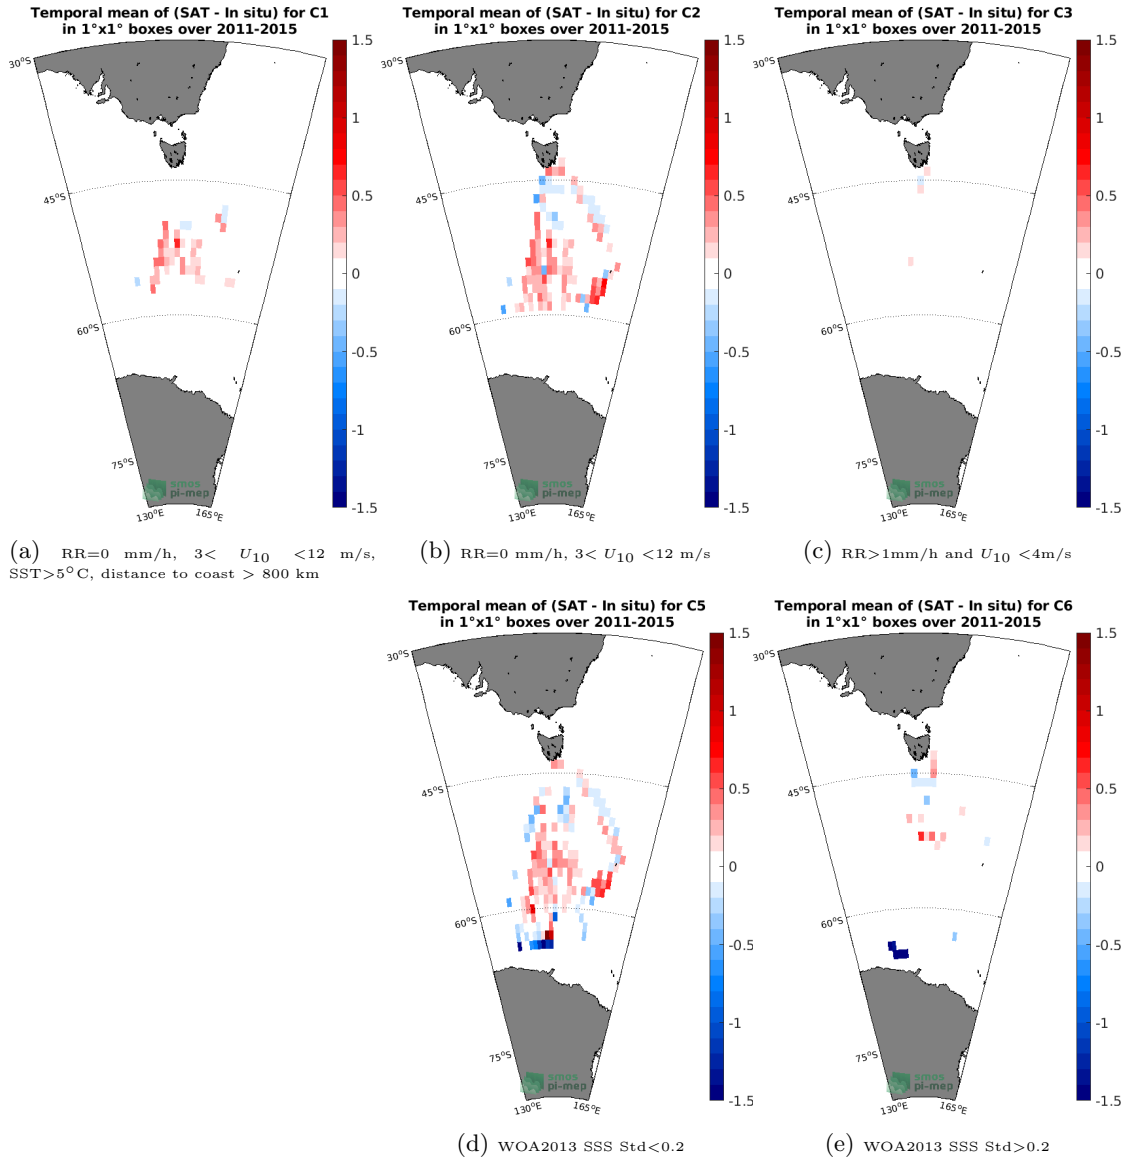 Temporal mean of (SAT - In situ) for C1
in 1°x1° boxes over 2011-2015
30°S
45°S
60°S
75°S
130°E
165°E
1.5
1
0.5
0
-0.5
-1
-1.5
smos
pi-mep
(a) RR=0 mm/h, 3< U10 <12 m/s,
SST>5°C, distance to coast > 800 km
Temporal mean of (SAT - In situ) for C2
in 1°x1° boxes over 2011-2015
30°S
45°S
60°S
75°S
130°E
165°E
1.5
1
0.5
0
-0.5
-1
-1.5
smos
pi-mep
(b) RR=0 mm/h, 3< U10 <12 m/s
Temporal mean of (SAT - In situ) for C3
in 1°x1° boxes over 2011-2015
30°S
45°S
60°S
75°S
130°E
165°E
1.5
1
0.5
0
-0.5
-1
-1.5
smos
pi-mep
(c) RR>1mm/h and U10 <4m/s
Temporal mean of (SAT - In situ) for C5
in 1°x1° boxes over 2011-2015
30°S
45°S
60°S
75°S
130°E
165°E
1.5
1
0.5
0
-0.5
-1
-1.5
smos
pi-mep
(d) WOA2013 SSS Std<0.2
Temporal mean of (SAT - In situ) for C6
in 1°x1° boxes over 2011-2015
30°S
45°S
60°S
75°S
130°E
165°E
1.5
1
0.5
0
-0.5
-1
-1.5
smos
pi-mep
(e) WOA2013 SSS Std>0.2